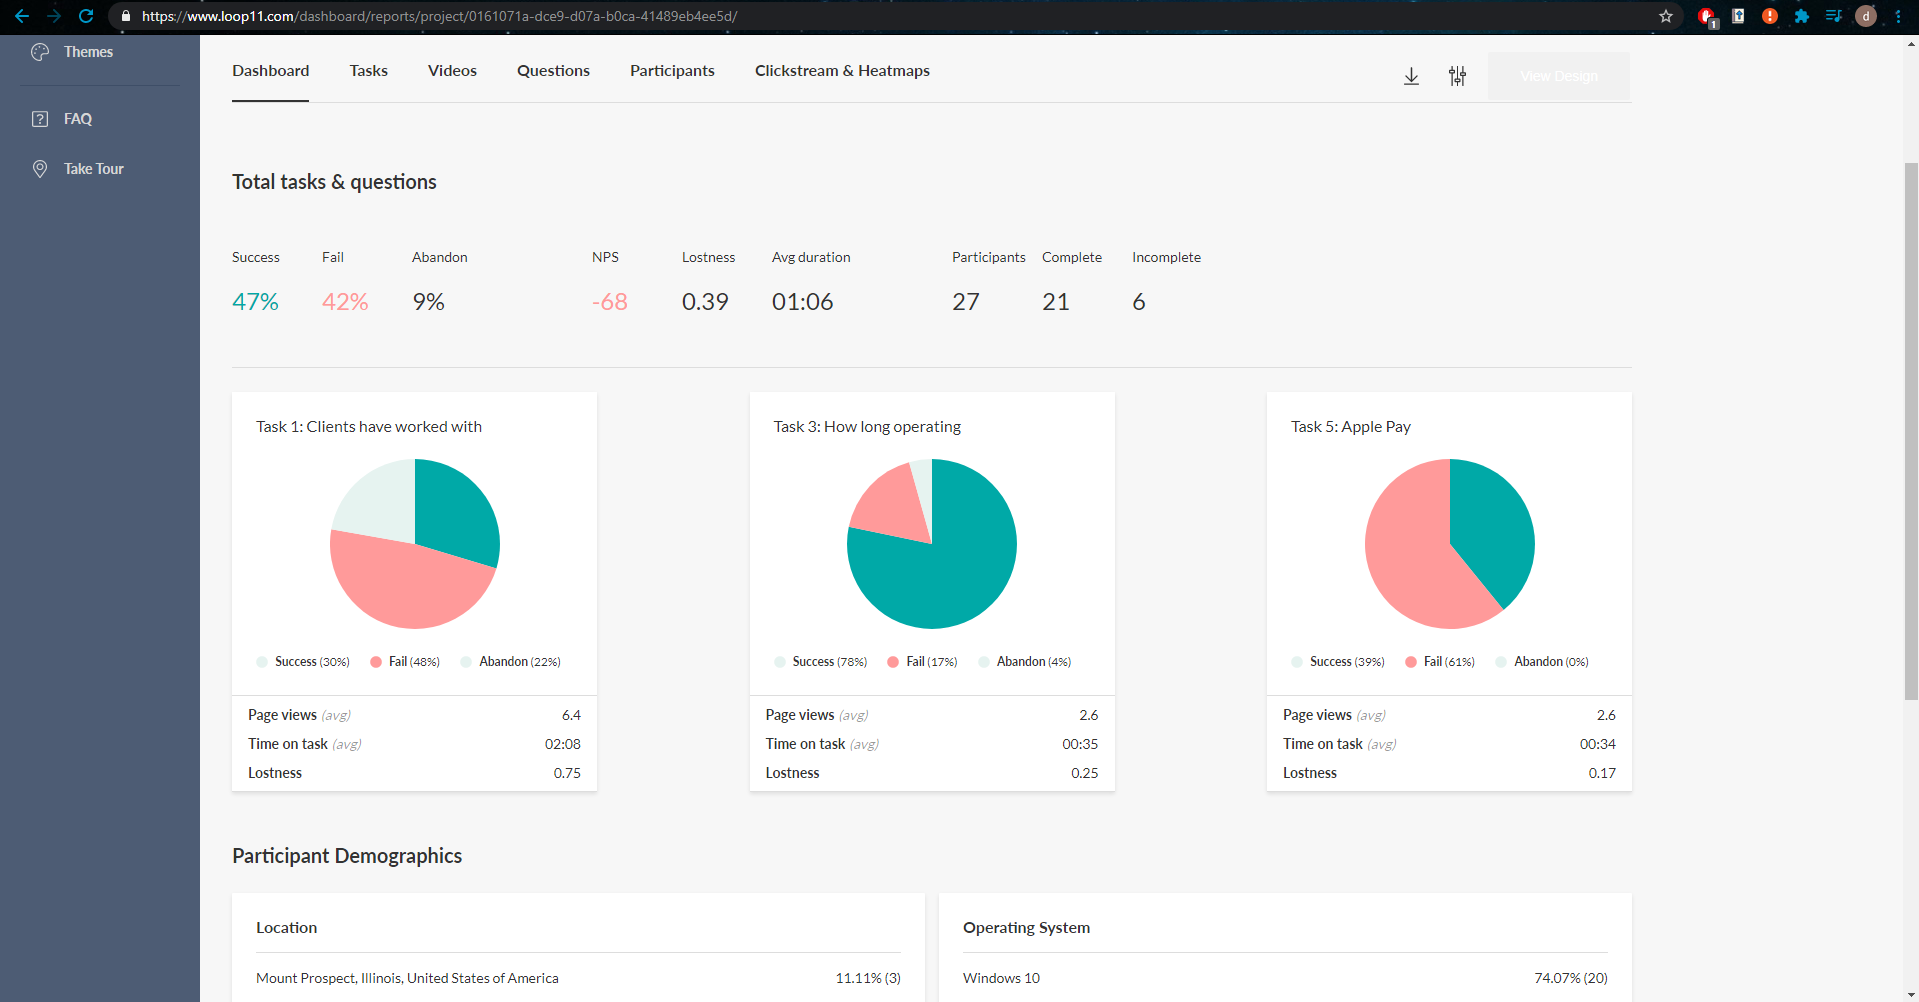 https://www.loop11.com/dashboard/reports/project/0161071a-dce9-d07a-b0ca-41489eb4ee5d/
1
d
Themes
FAQ
Take Tour
Dashboard Tasks Videos Questions Participants Clickstream & Heatmaps
View Design
Total tasks & questions
Success Fail Abandon NPS Lostness Avg duration Participants Complete Incomplete
47% 42% 9% -68 0.39 01:06 27 21 6
Task 1: Clients have worked with
Success (30%) Fail (48%) Abandon (22%)
Page views (avg) 6.4
Time on task (avg) 02:08
Lostness 0.75
Task 3: How long operating
Success (78%) Fail (17%) Abandon (4%)
Page views (avg) 2.6
Time on task (avg) 00:35
Lostness 0.25
Task 5: Apple Pay
Success (39%) Fail (61%) Abandon (0%)
Page views (avg) 2.6
Time on task (avg) 00:34
Lostness 0.17
Participant Demographics
Location
Mount Prospect, Illinois, United States of America 11.11% (3)
Operating System
Windows 10 74.07% (20)